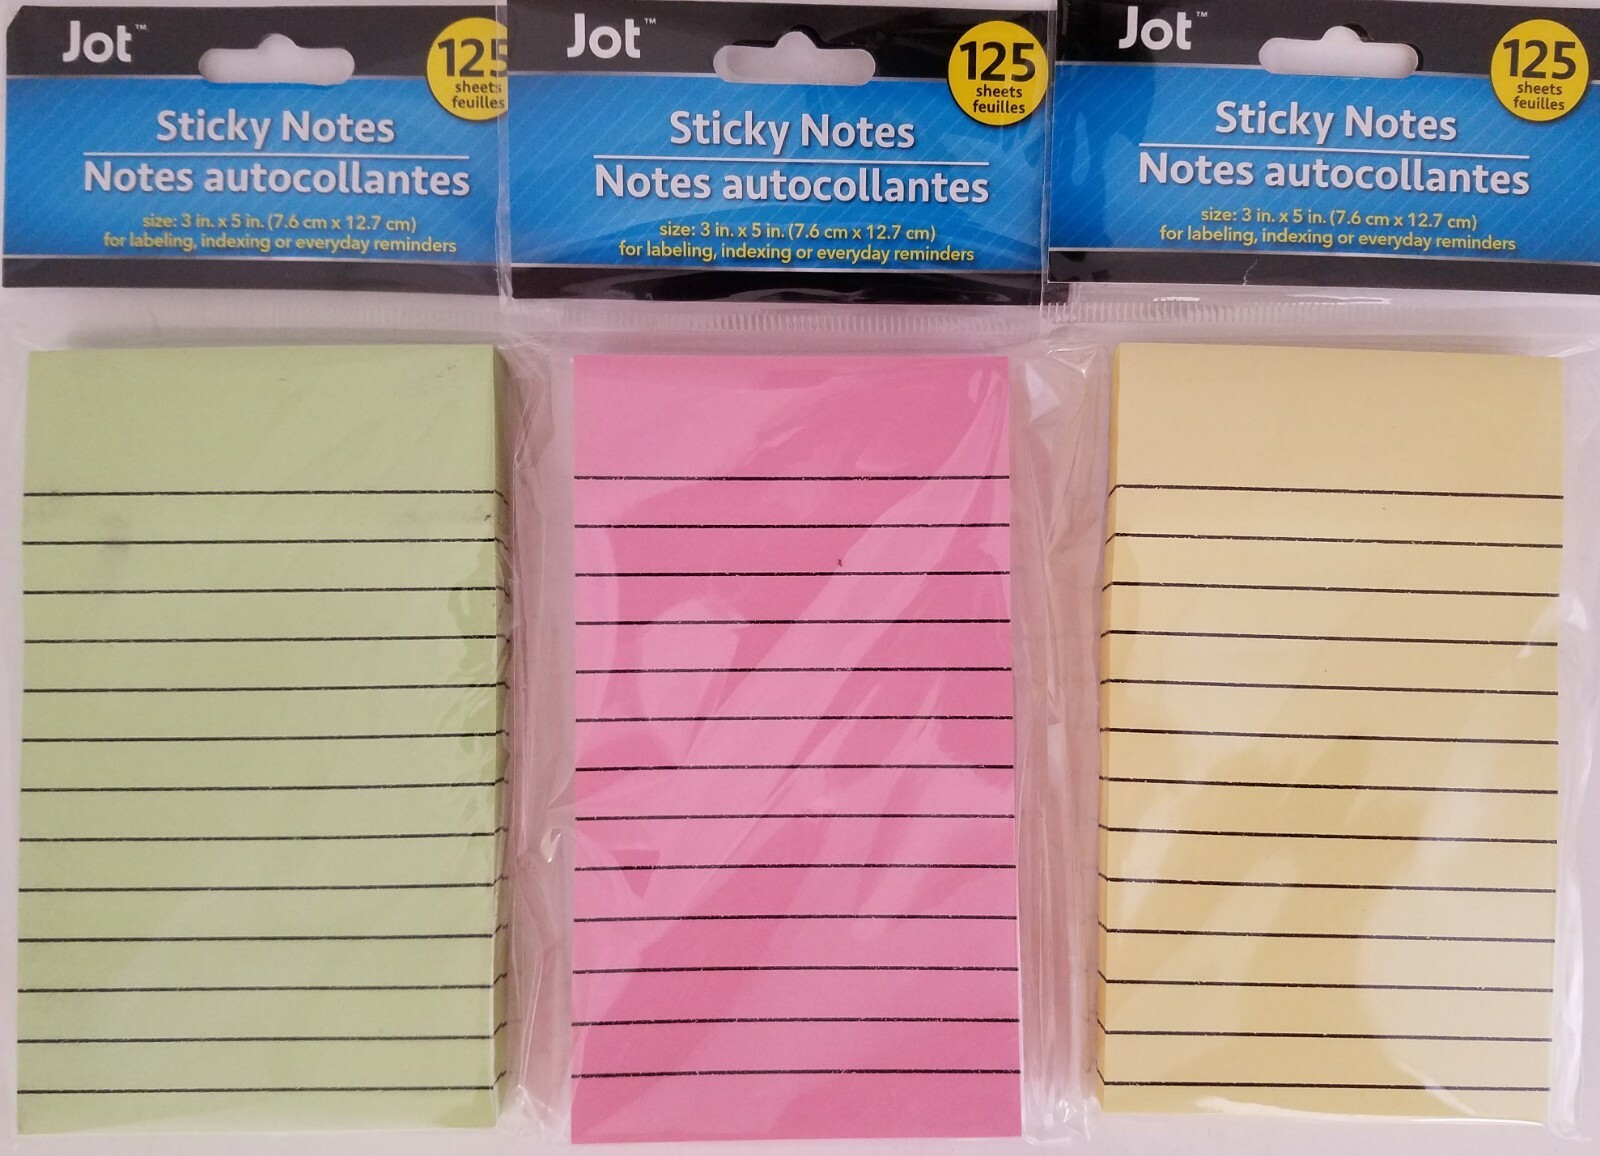 Jot™
125
sheets
feuilles
Sticky Notes
Notes autocollantes
size: 3 in. x 5 in. (7.6 cm x 12.7 cm)
for labeling, indexing or everyday reminders
Jot™
125
sheets
feuilles
Sticky Notes
Notes autocollantes
size: 3 in. x 5 in. (7.6 cm x 12.7 cm)
for labeling, indexing or everyday reminders
Jot™
125
sheets
feuilles
Sticky Notes
Notes autocollantes
size: 3 in. x 5 in. (7.6 cm x 12.7 cm)
for labeling, indexing or everyday reminders